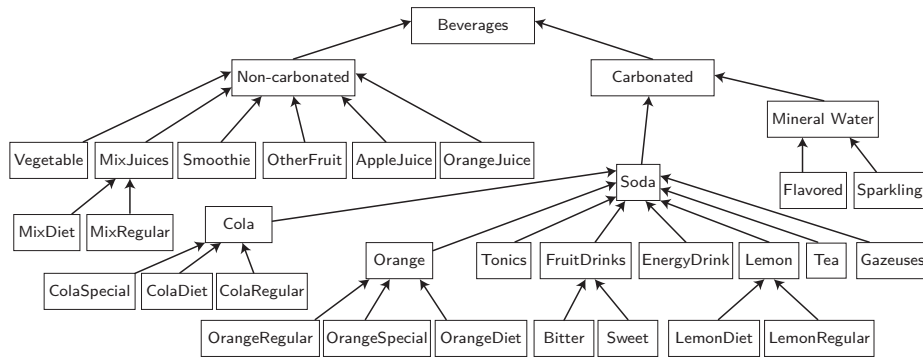 Beverages
Non-carbonated
Carbonated
Mineral Water
Vegetable
MixJuices
Smoothie
OtherFruit
AppleJuice
OrangeJuice
Soda
Flavored
Sparkling
MixDiet
MixRegular
Cola
Orange
Tonics
FruitDrinks
EnergyDrink
Lemon
Tea
Gazeuses
ColaSpecial
ColaDiet
ColaRegular
OrangeRegular
OrangeSpecial
OrangeDiet
Bitter
Sweet
LemonDiet
LemonRegular